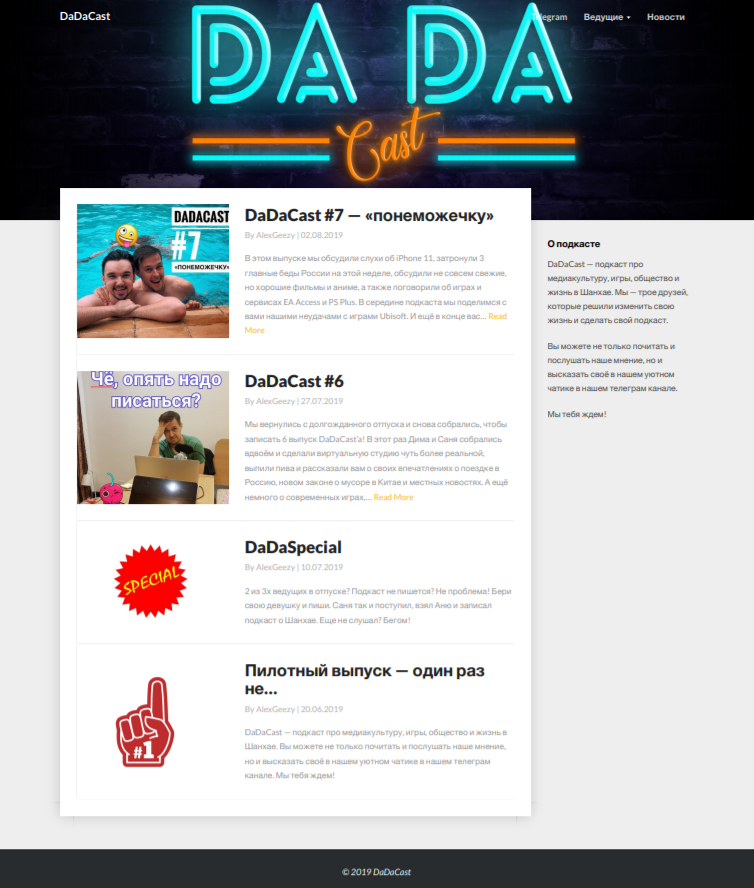 DaDaCast
Telegram
Ведущие
Новости
DA DA
Cast
DADACAST
#7
«ПОНЕМОЖЕЧКУ»
DaDaCast #7 — «понеможечку»
By AlexGeezy | 02.08.2019
В этом выпуске мы обсудили слухи об iPhone 11, затронули 3
главные беды России на этой неделе, обсудили не совсем свежие,
но хорошие фильмы и аниме, а также поговорили об играх и
сервисах EA Access и PS Plus. В середине подкаста мы поделимся с
вами нашими неудачами с играми Ubisoft. И ещё в конце вас... Read
More
Чё, опять надо
писаться?
DaDaCast #6
By AlexGeezy | 27.07.2019
Мы вернулись с долгожданного отпуска и снова собрались, чтобы
записать 6 выпуск DaDaCast'а! В этот раз Дима и Саня собрались
вдвоём и сделали виртуальную студию чуть более реальной,
выпили пива и рассказали вам о своих впечатлениях о поездке в
Россию, новом законе о мусоре в Китае и местных новостях. А ещё
немного о современных играх,... Read More
SPECIAL
DaDaSpecial
By AlexGeezy | 10.07.2019
2 из 3х ведущих в отпуске? Подкаст не пишется? Не проблема! Бери
свою девушку и пиши. Саня так и поступил, взял Аню и записал
подкаст о Шанхае. Еще не слушал? Бегом!
#1
Пилотный выпуск — один раз
не...
By AlexGeezy | 20.06.2019
DaDaCast — подкаст про медиакультуру, игры, общество и жизнь в
Шанхае. Вы можете не только почитать и послушать наше мнение,
но и высказать своё в нашем уютном чатике в нашем телеграм
канале. Мы тебя ждем!
О подкасте
DaDaCast — подкаст про
медиакультуру, игры, общество и
жизнь в Шанхае. Мы — трое друзей,
которые решили изменить свою
жизнь и сделать свой подкаст.
Вы можете не только почитать и
послушать наше мнение, но и
высказать своё в нашем уютном
чатике в нашем телеграм канале.
Мы тебя ждем!
© 2019 DaDaCast